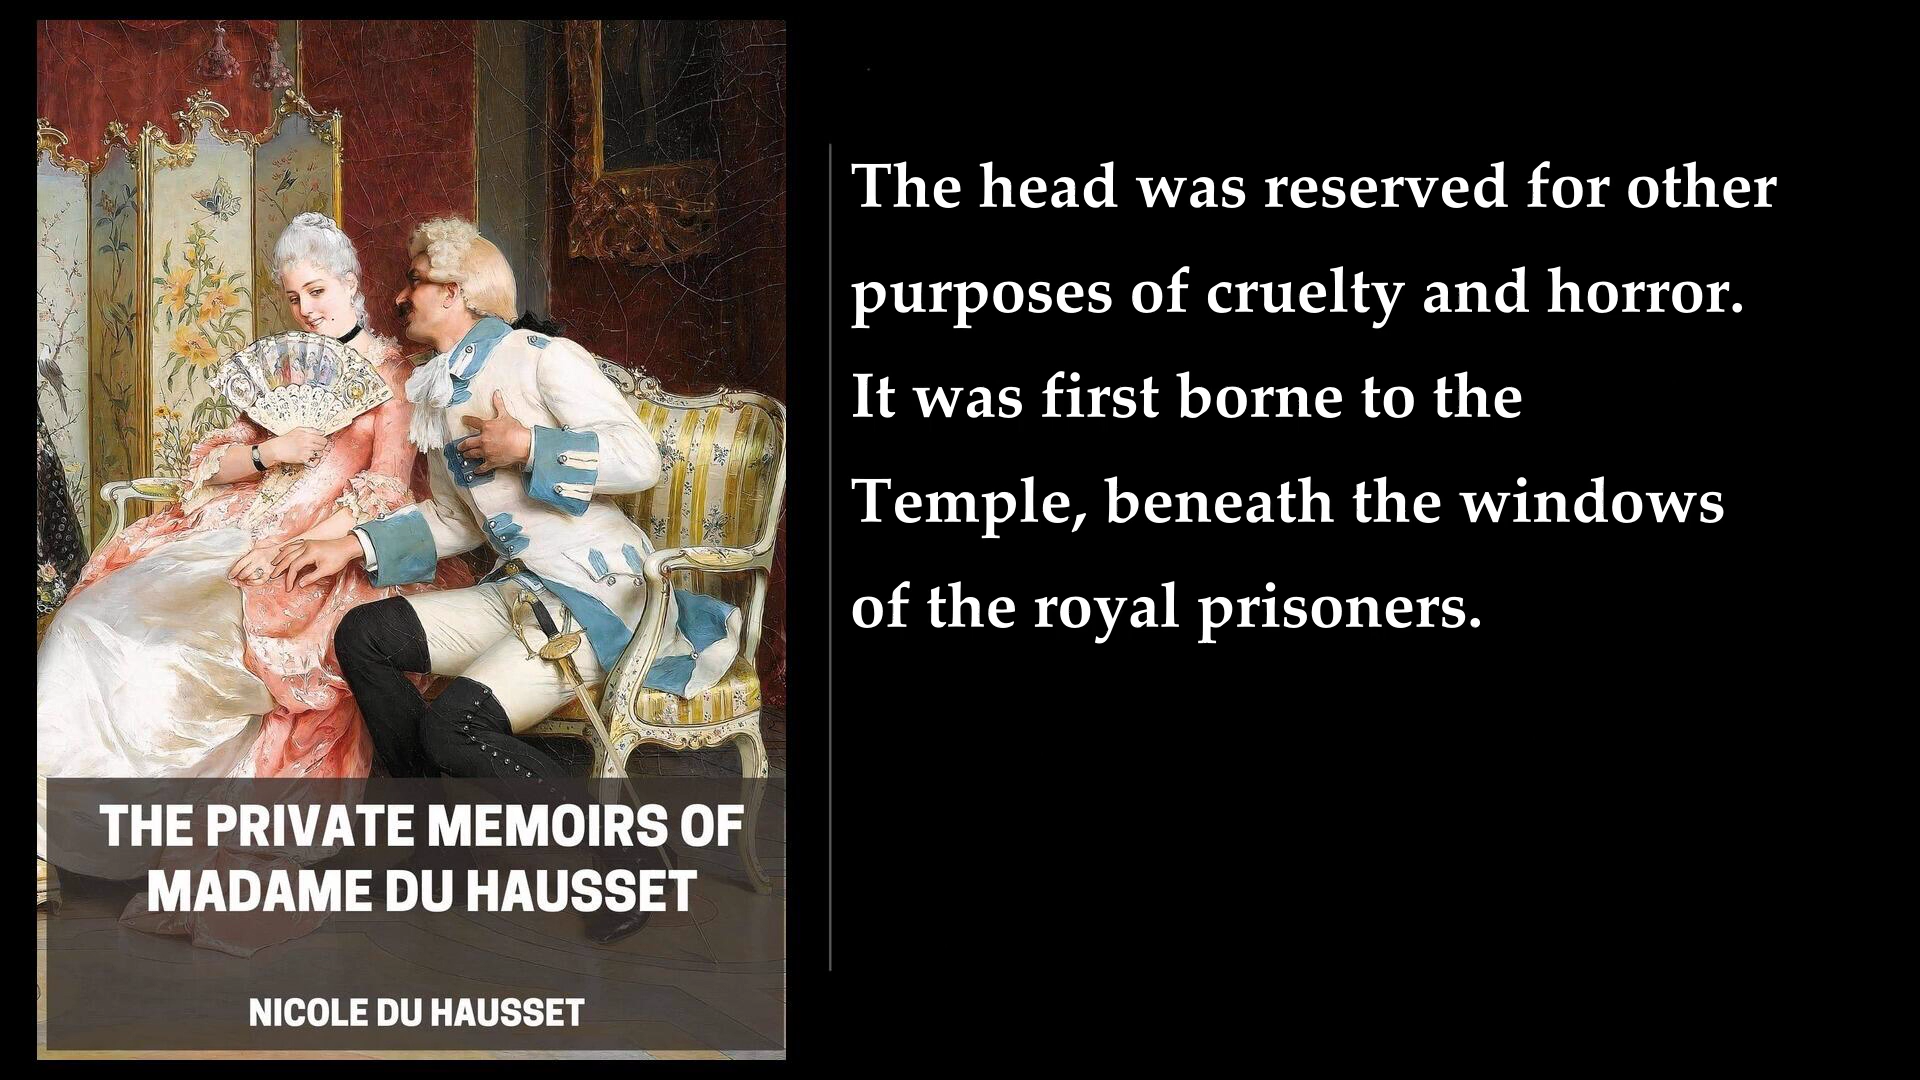 THE PRIVATE MEMOIRS OF
MADAME DU HAUSSET
NICOLE DU HAUSSET
The head was reserved for other
purposes of cruelty and horror.
It was first borne to the
Temple, beneath the windows
of the royal prisoners.